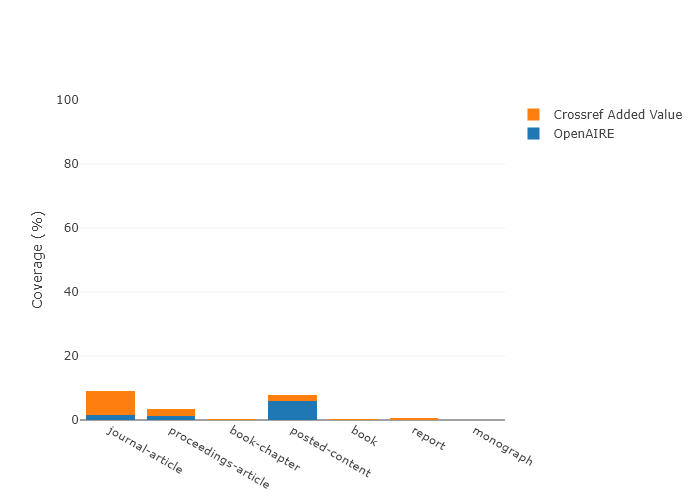 100
80
60
40
20
0
Coverage (%)
journal-article
proceedings-article
book-chapter
posted-content
book
report
monograph
Crossref Added Value
OpenAIRE